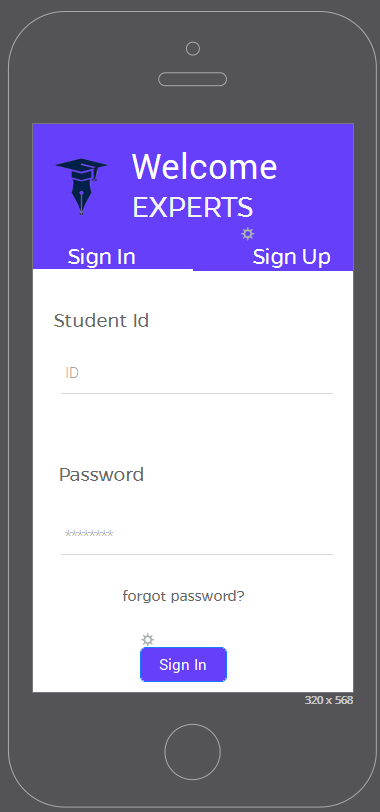 Welcome
EXPERTS
Sign In
Sign Up
Student Id
ID
Password
********
forgot password?
Sign In
320 x 568